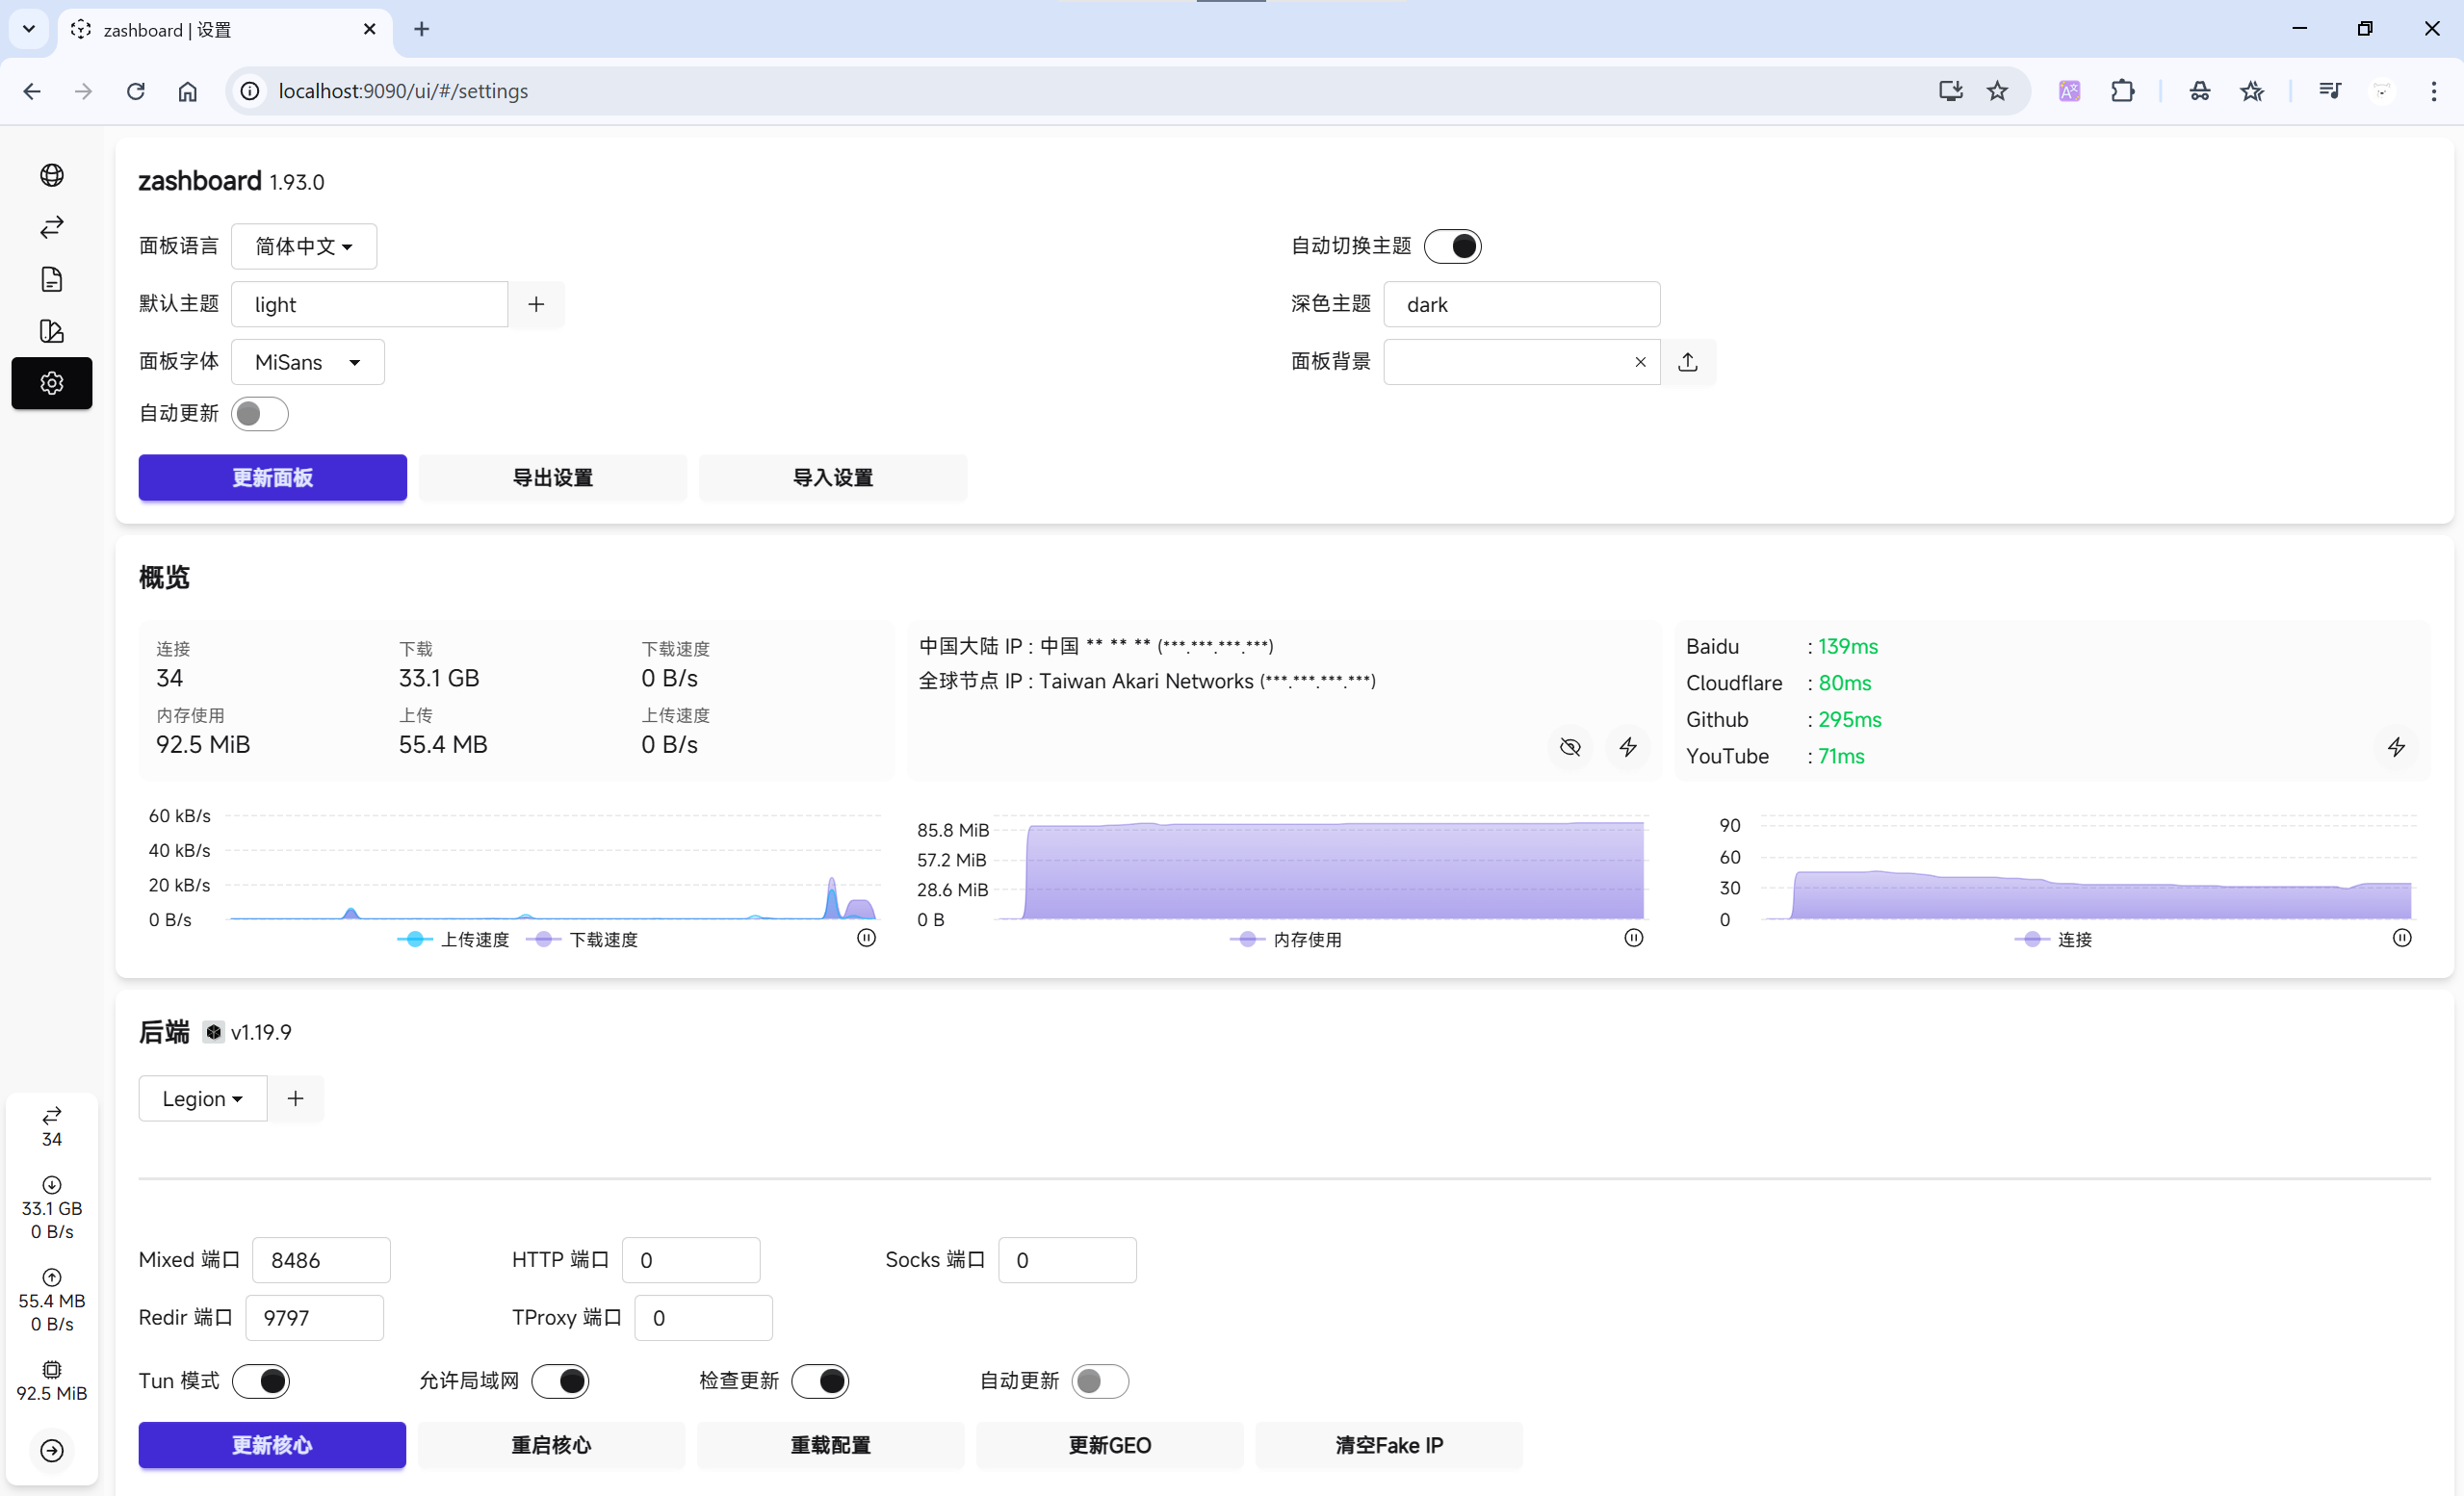 zashboard | 设置
localhost:9090/ui/#/settings
zashboard 1.93.0
面板语言 简体中文
自动切换主题
默认主题 light
深色主题 dark
面板字体 MiSans
面板背景
自动更新
更新面板 导出设置 导入设置
概览
连接 下载 下载速度
34 33.1 GB 0 B/s
内存使用 上传 上传速度
92.5 MiB 55.4 MB 0 B/s
中国大陆 IP : 中国 ** ** ** (***.***.***.***)
全球节点 IP : Taiwan Akari Networks (***.***.***.***)
Baidu : 139ms
Cloudflare : 80ms
Github : 295ms
YouTube : 71ms
60 kB/s
40 kB/s
20 kB/s
0 B/s
上传速度 下载速度
85.8 MiB
57.2 MiB
28.6 MiB
0 B
内存使用
90
60
30
0
连接
后端 v1.19.9
Legion
Mixed 端口 8486 HTTP 端口 0 Socks 端口 0
Redir 端口 9797 TProxy 端口 0
Tun 模式 允许局域网 检查更新 自动更新
更新核心 重启核心 重载配置 更新GEO 清空Fake IP
34
33.1 GB
0 B/s
55.4 MB
0 B/s
92.5 MiB